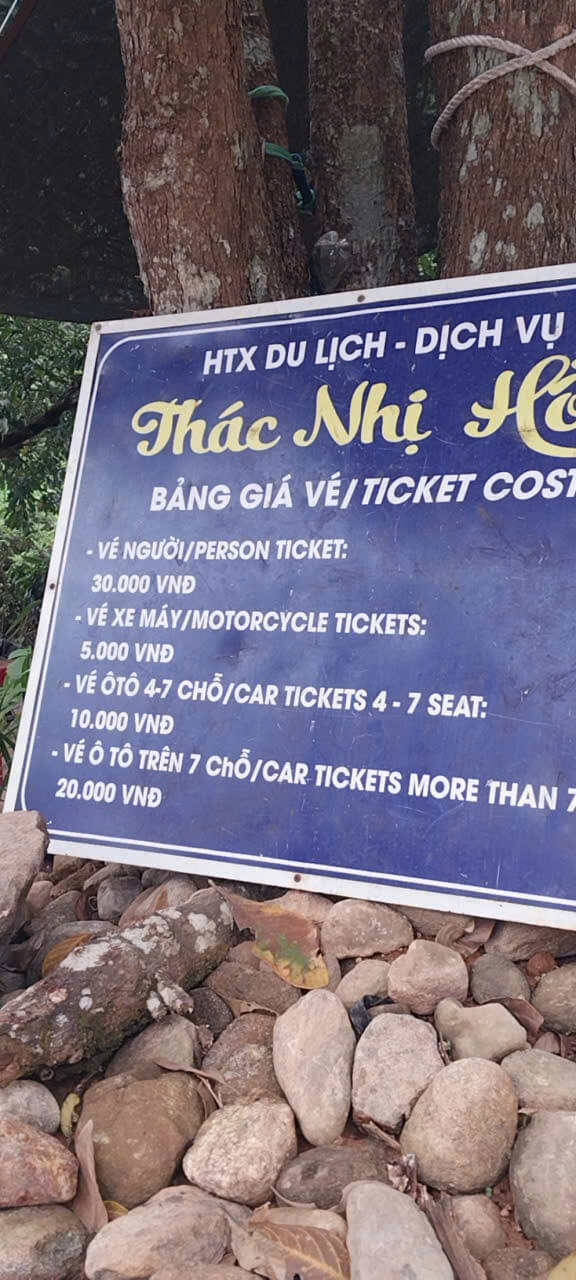 HTX DU LỊCH - DỊCH VỤ
Thác Nhị
BẢNG GIÁ VÉ/TICKET COST
- VÉ NGƯỜI/PERSON TICKET:
30.000 VNĐ
- VÉ XE MÁY/MOTORCYCLE TICKETS:
5.000 VNĐ
- VÉ ÔTÔ 4-7 CHỖ/CAR TICKETS 4 - 7 SEAT:
10.000 VNĐ
- VÉ Ô TÔ TRÊN 7 ChỖ/CAR TICKETS MORE THAN 7
20.000 VNĐ